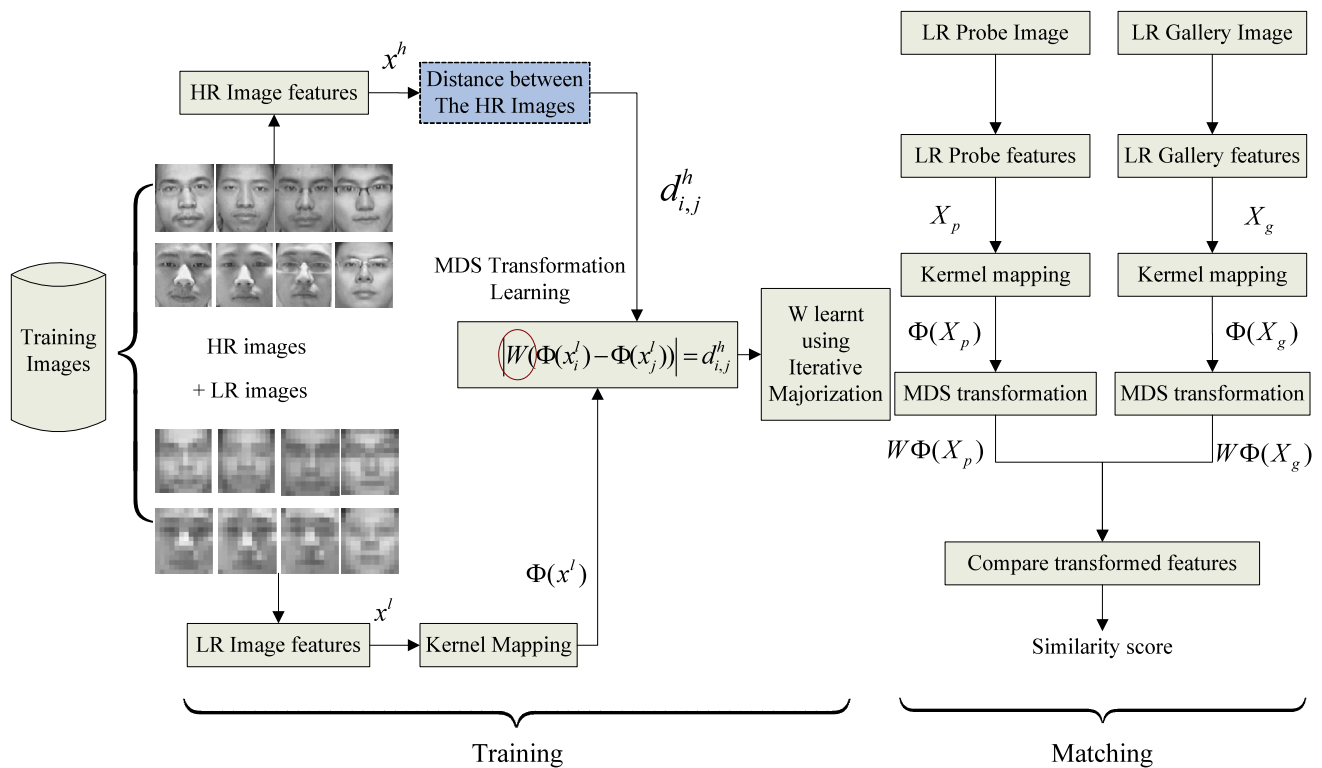 LR Probe Image
LR Gallery Image
x^h
HR Image features
Distance between
The HR Images
LR Probe features
LR Gallery features
d^h_{i,j}
X_p
X_g
MDS Transformation
Learning
Kernel mapping
Kernel mapping
Training
Images
HR images
+ LR images
|W(Φ(x^l_i)−Φ(x^l_j))| = d^h_{i,j}
W learnt
using
Iterative
Majorization
Φ(X_p)
Φ(X_g)
MDS transformation
MDS transformation
WΦ(X_p)
WΦ(X_g)
Compare transformed features
Φ(x^l)
x^l
LR Image features
Kernel Mapping
Similarity score
Training
Matching